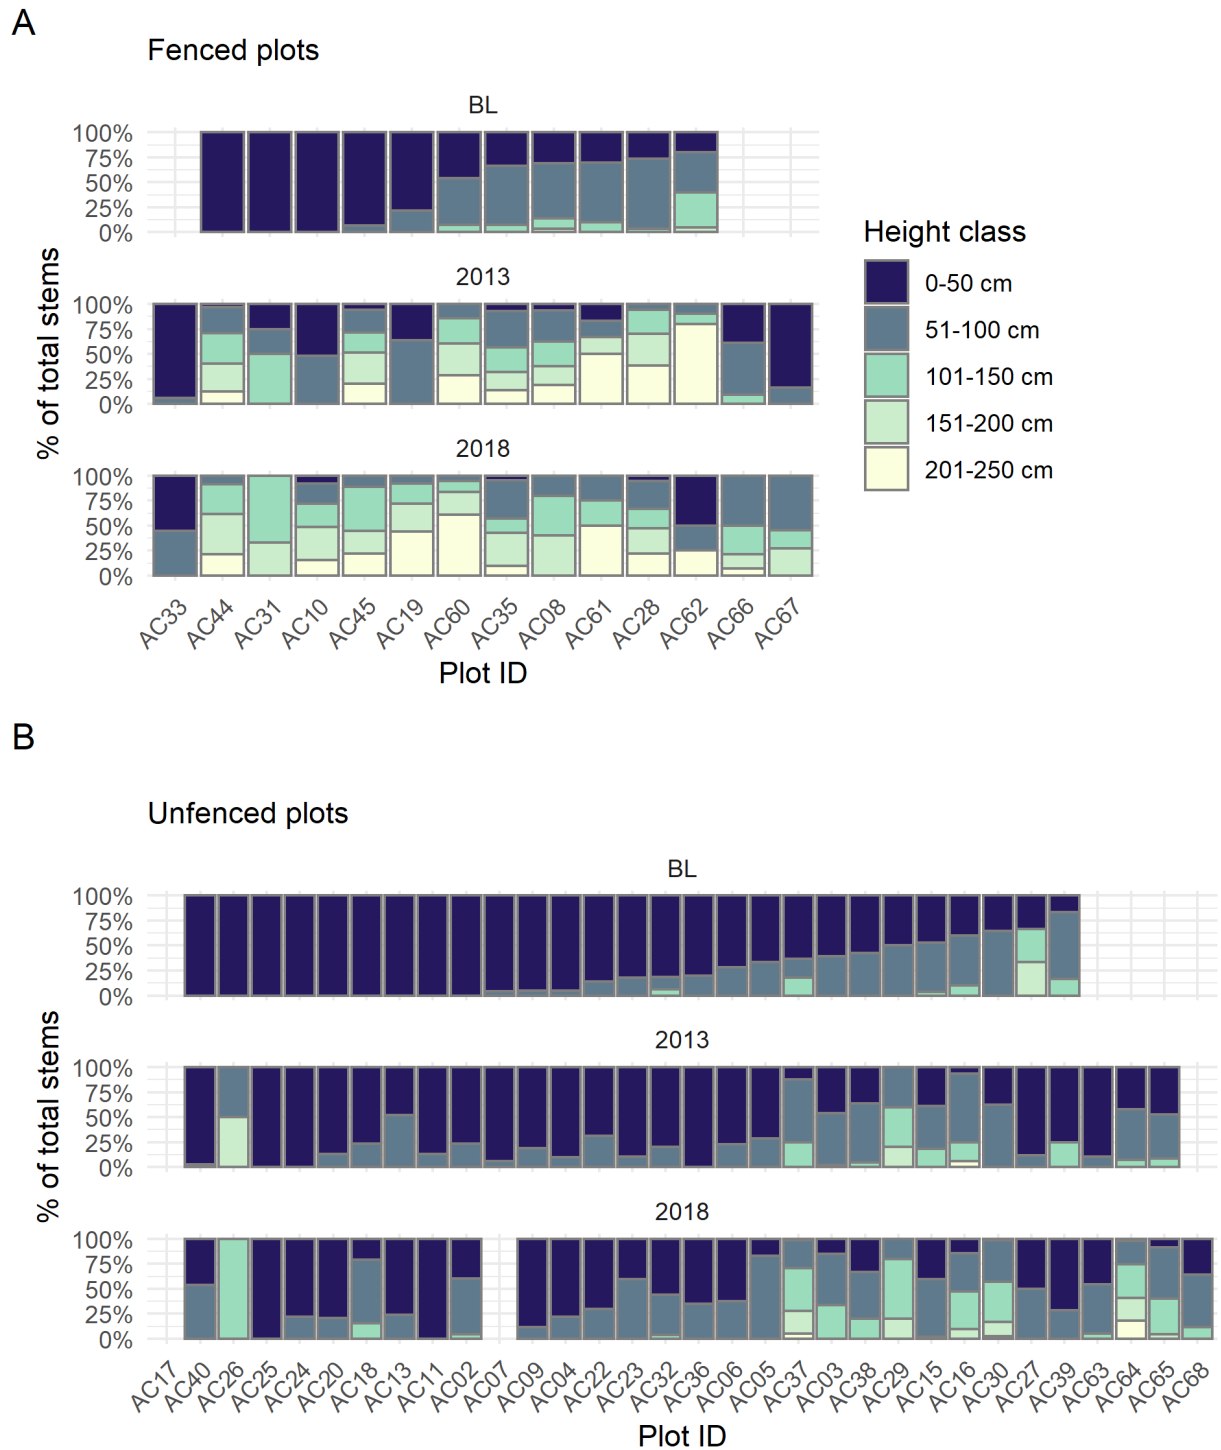 A
Fenced plots
BL
100%
75%
50%
25%
0%
2013
100%
75%
50%
25%
0%
2018
100%
75%
50%
25%
0%
% of total stems
AC33 AC44 AC31 AC10 AC45 AC19 AC60 AC35 AC08 AC61 AC28 AC62 AC66 AC67
Plot ID
Height class
0-50 cm
51-100 cm
101-150 cm
151-200 cm
201-250 cm
B
Unfenced plots
BL
100%
75%
50%
25%
0%
2013
100%
75%
50%
25%
0%
2018
100%
75%
50%
25%
0%
% of total stems
AC17 AC40 AC26 AC25 AC24 AC20 AC18 AC13 AC11 AC02 AC07 AC09 AC04 AC22 AC23 AC32 AC36 AC06 AC05 AC37 AC03 AC38 AC29 AC15 AC16 AC30 AC27 AC39 AC63 AC64 AC65 AC68
Plot ID